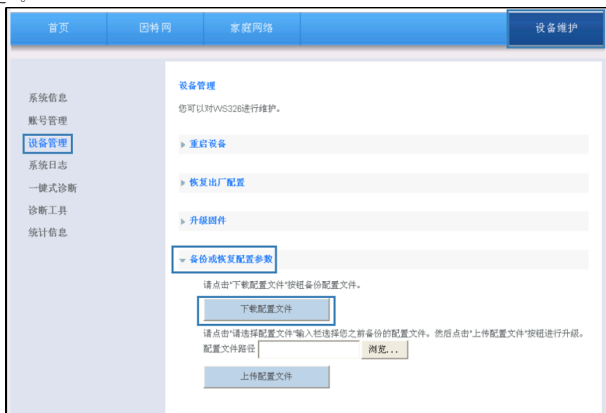 首页 因特网 家庭网络 设备维护
系统信息
账号管理
设备管理
系统日志
一键式诊断
诊断工具
统计信息
设备管理
您可以对WS326进行维护。
重启设备
恢复出厂配置
升级固件
备份或恢复配置参数
请点击"下载配置文件"按钮备份配置文件。
下载配置文件
请点击"请选择配置文件"输入栏选择您之前备份的配置文件。然后点击"上传配置文件"按钮进行升级。
配置文件路径 浏览...
上传配置文件